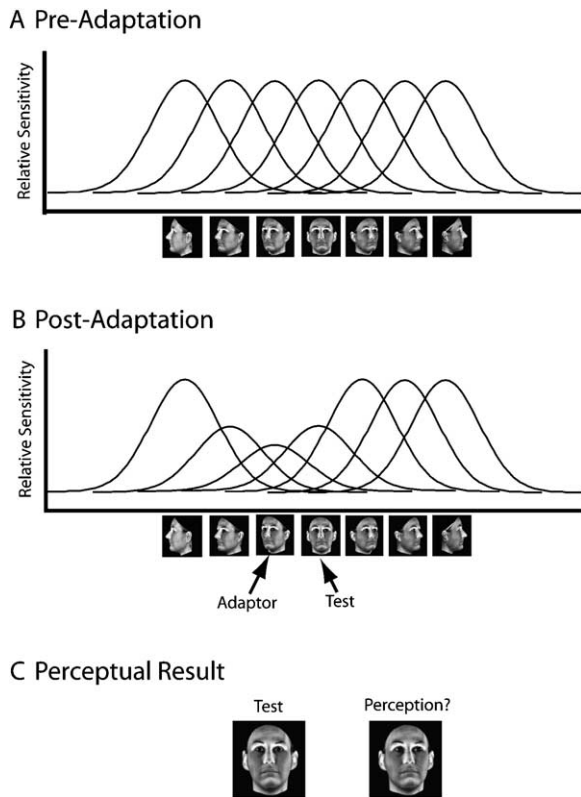 A Pre-Adaptation
Relative Sensitivity
B Post-Adaptation
Relative Sensitivity
Adaptor
Test
C Perceptual Result
Test
Perception?